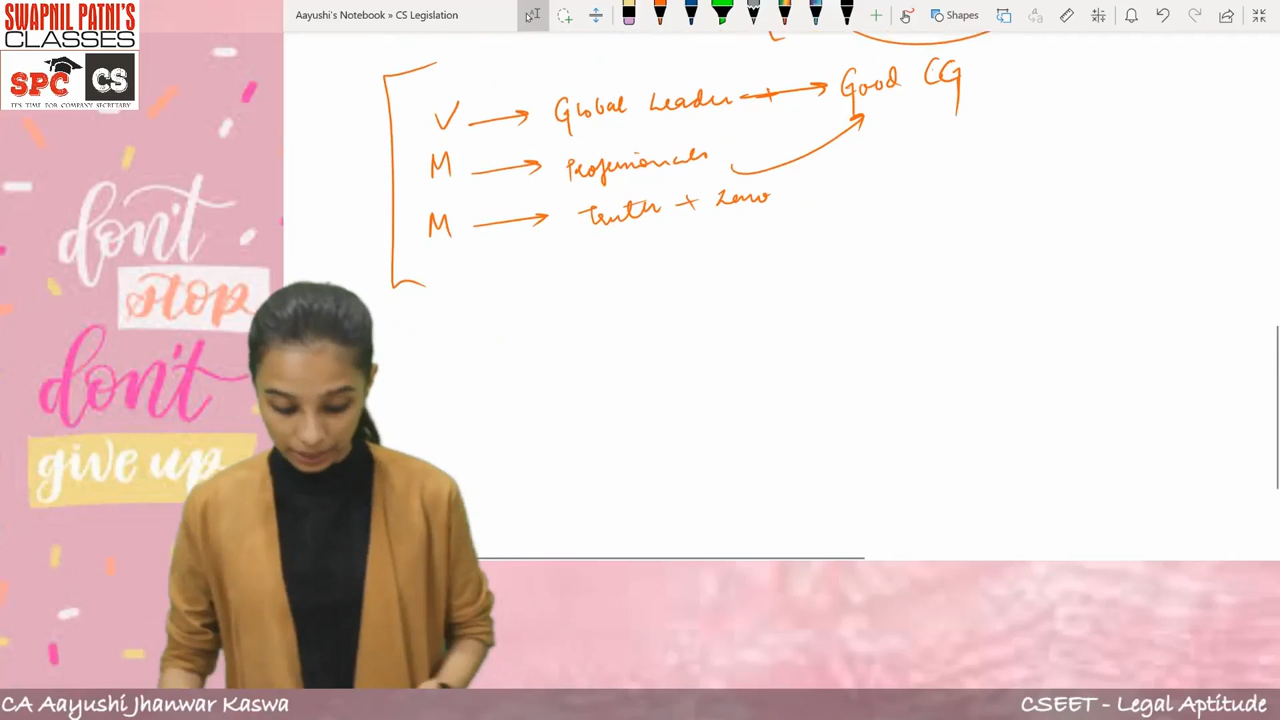 SWAPNIL PATNI'S
CLASSES
SPC CS
IT'S TIME FOR COMPANY SECRETARY
Aayushi's Notebook » CS Legislation
Shapes
V → Global Leader + → Good CG
M → Professionals
M → Truth + Law
don't
stop
don't
give up
CA Aayushi Jhanwar Kaswa
CSEET - Legal Aptitude